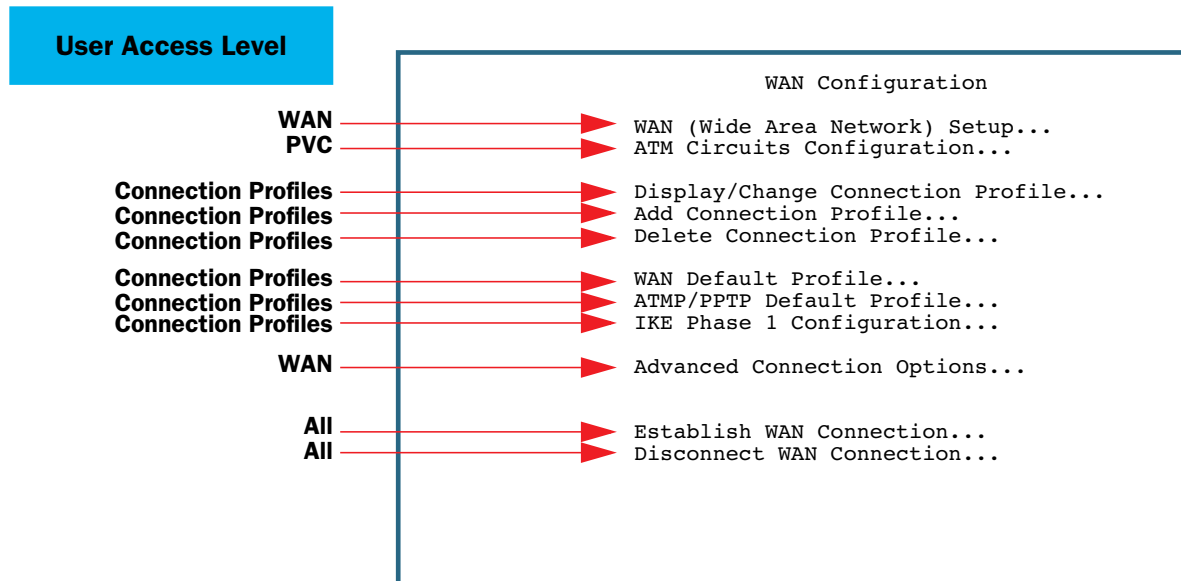 User Access Level
WAN Configuration
WAN WAN (Wide Area Network) Setup...
PVC ATM Circuits Configuration...
Connection Profiles Display/Change Connection Profile...
Connection Profiles Add Connection Profile...
Connection Profiles Delete Connection Profile...
Connection Profiles WAN Default Profile...
Connection Profiles ATMP/PPTP Default Profile...
Connection Profiles IKE Phase 1 Configuration...
WAN Advanced Connection Options...
All Establish WAN Connection...
All Disconnect WAN Connection...